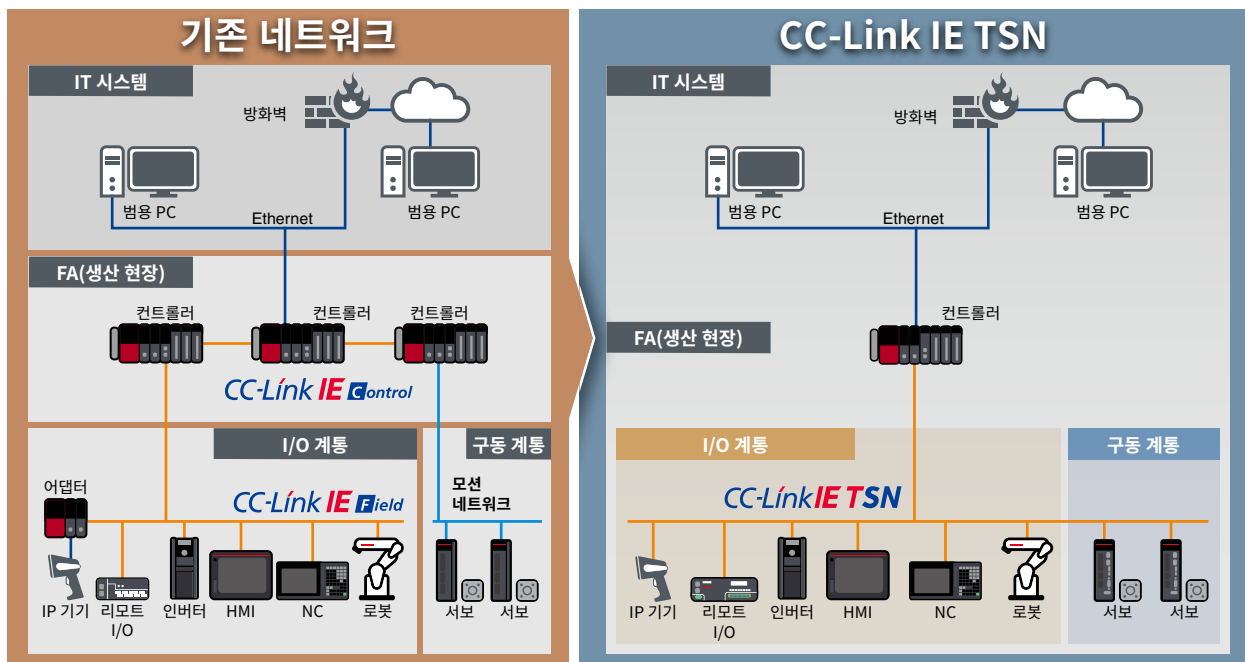 기존 네트워크
IT 시스템
방화벽
범용 PC
범용 PC
Ethernet
FA(생산 현장)
컨트롤러
컨트롤러
컨트롤러
CC-Link IE Control
I/O 계통
구동 계통
어댑터
CC-Link IE Field
모션
네트워크
IP 기기
리모트
I/O
인버터
HMI
NC
로봇
서보
서보
CC-Link IE TSN
IT 시스템
방화벽
범용 PC
범용 PC
Ethernet
컨트롤러
FA(생산 현장)
I/O 계통
구동 계통
CC-Link IE TSN
IP 기기
리모트
I/O
인버터
HMI
NC
로봇
서보
서보